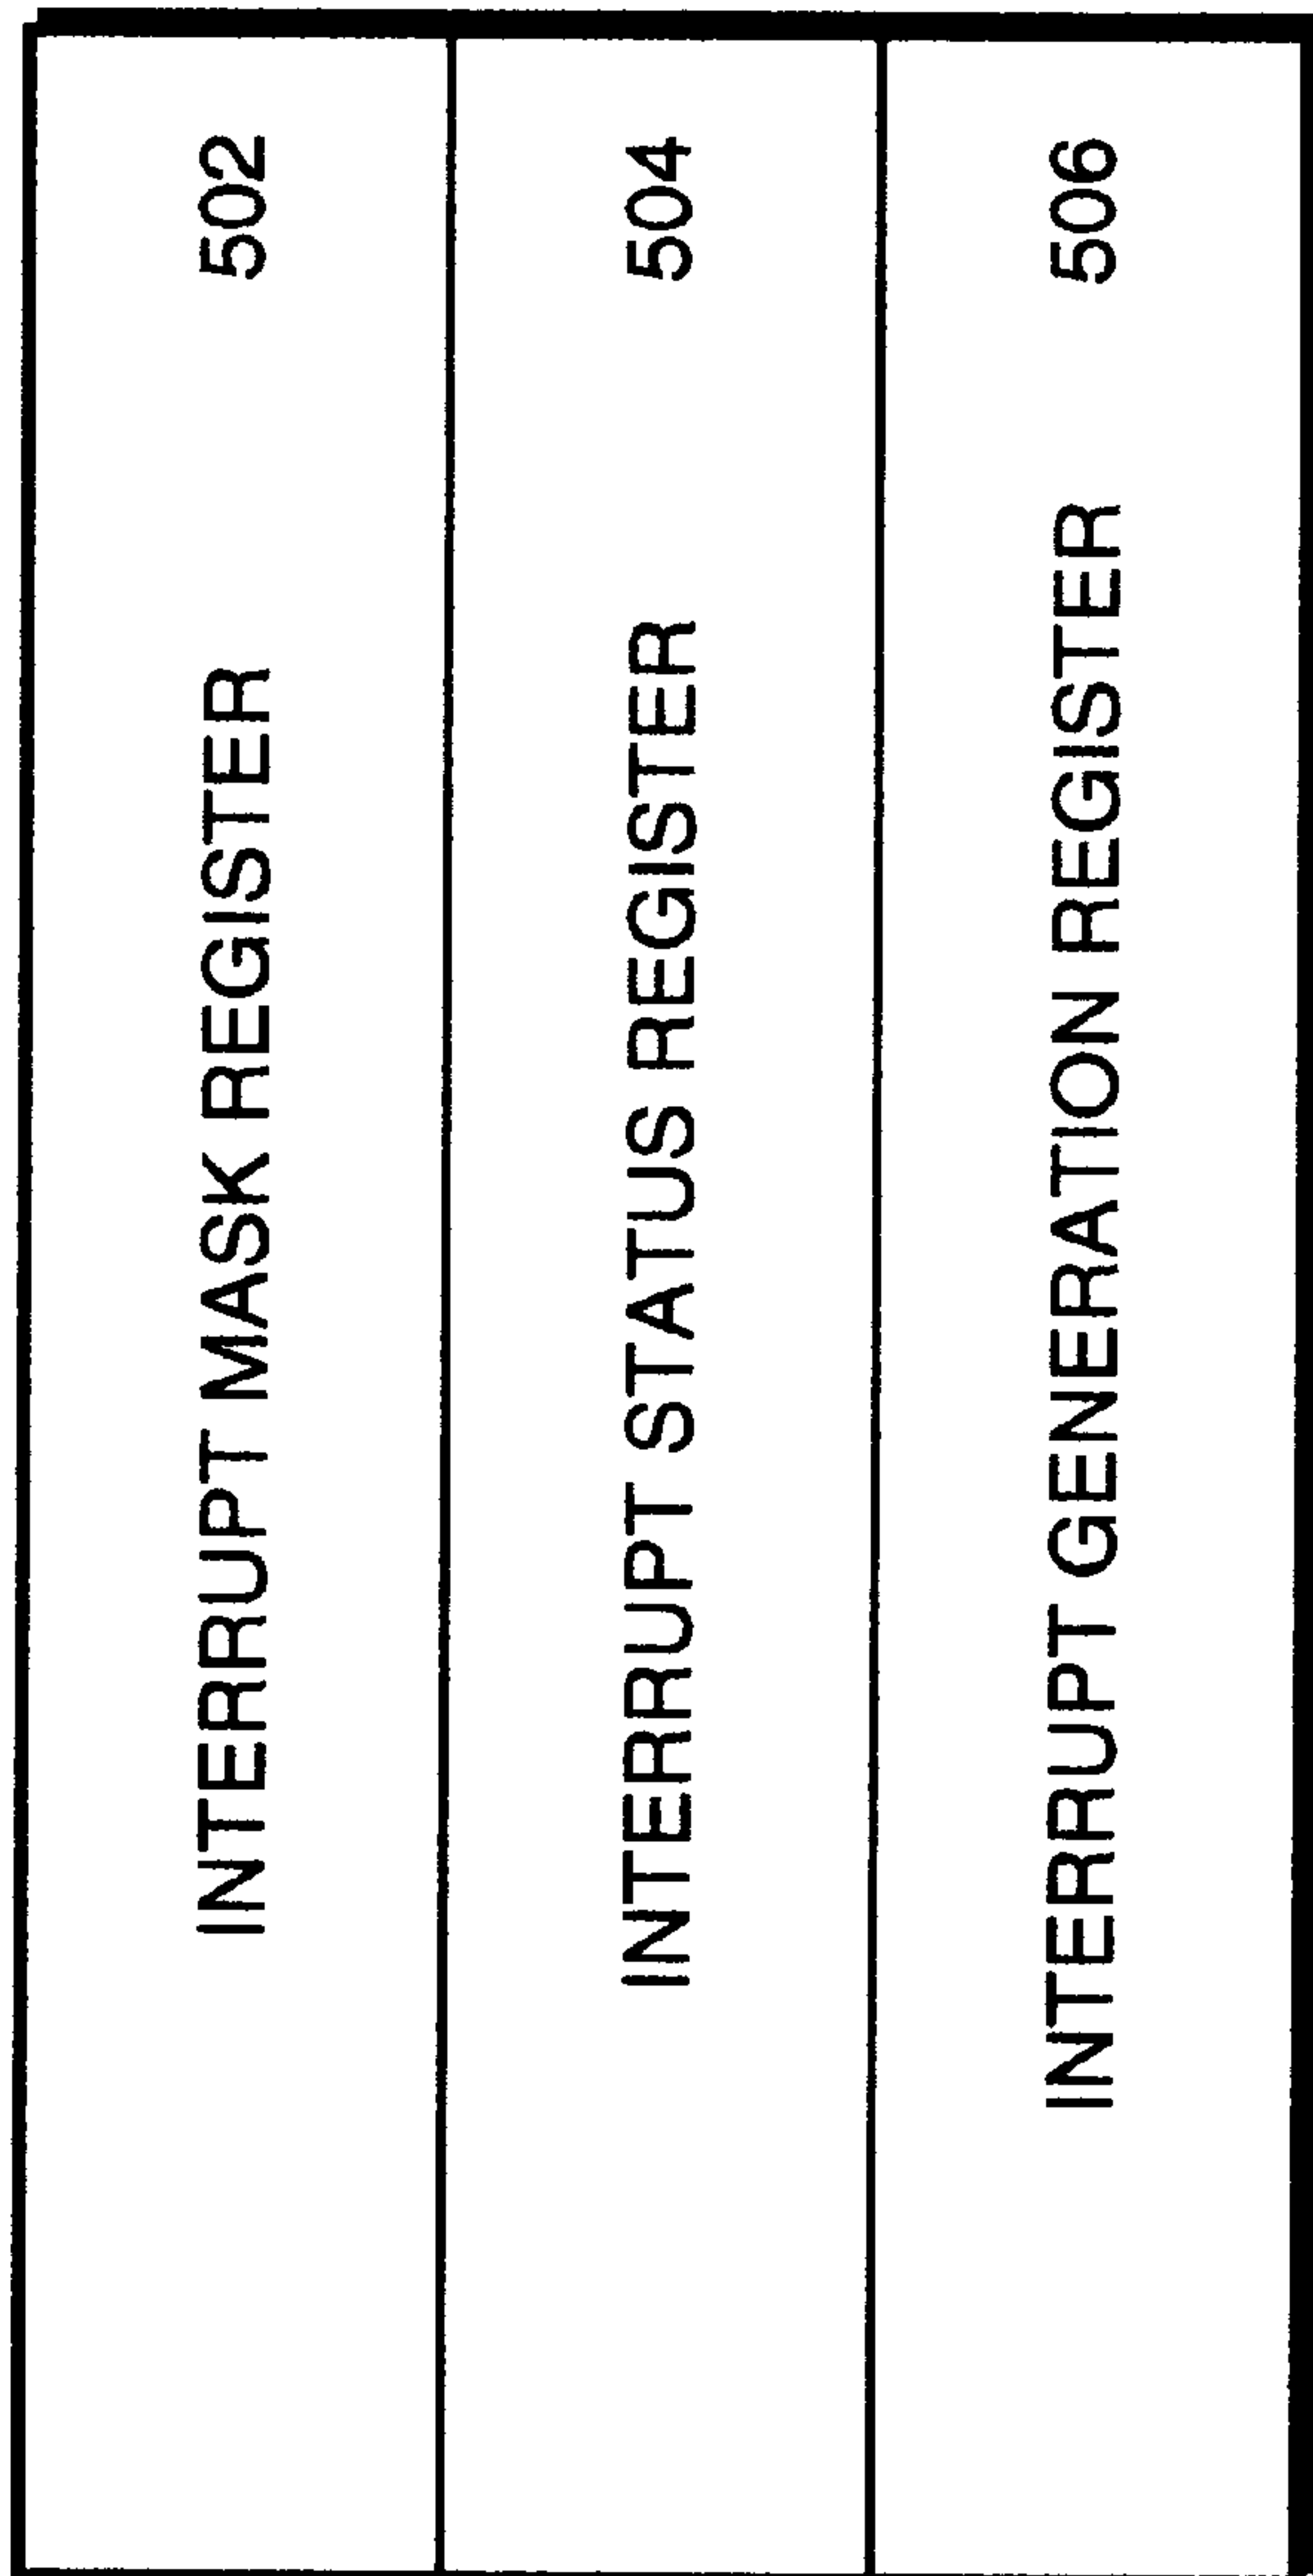 INTERRUPT MASK REGISTER 502
INTERRUPT STATUS REGISTER 504
INTERRUPT GENERATION REGISTER 506